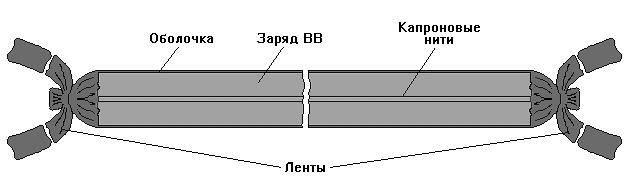 Оболочка
Заряд ВВ
Капроновые
нити
Ленты